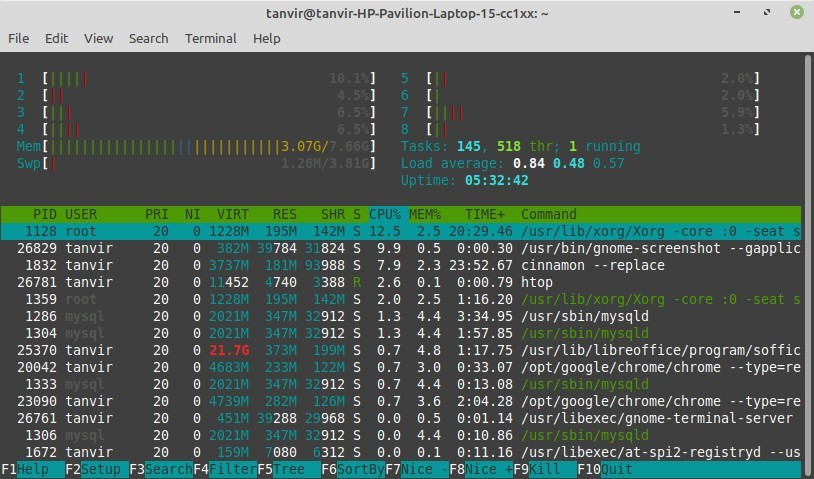 tanvir@tanvir-HP-Pavilion-Laptop-15-cc1xx: ~
File Edit View Search Terminal Help
1 [||||| 10.1%] 5 [|| 2.0%]
2 [|| 4.5%] 6 [| 2.0%]
3 [||| 6.5%] 7 [|||| 5.9%]
4 [|||| 6.5%] 8 [|| 1.3%]
Mem[|||||||||||||||||||||||||||||3.07G/7.66G] Tasks: 145, 518 thr; 1 running
Swp[| 1.26M/3.81G] Load average: 0.84 0.48 0.57
Uptime: 05:32:42
PID USER PRI NI VIRT RES SHR S CPU% MEM% TIME+ Command
1128 root 20 0 1228M 195M 142M S 12.5 2.5 20:29.46 /usr/lib/xorg/Xorg -core :0 -seat s
26829 tanvir 20 0 382M 39784 31824 S 9.9 0.5 0:00.30 /usr/bin/gnome-screenshot --gapplic
1832 tanvir 20 0 3737M 181M 93988 S 7.9 2.3 23:52.67 cinnamon --replace
26781 tanvir 20 0 11452 4740 3388 R 2.6 0.1 0:00.79 htop
1359 root 20 0 1228M 195M 142M S 2.0 2.5 1:16.20 /usr/lib/xorg/Xorg -core :0 -seat s
1286 mysql 20 0 2021M 347M 32912 S 1.3 4.4 3:34.95 /usr/sbin/mysqld
1304 mysql 20 0 2021M 347M 32912 S 1.3 4.4 1:57.85 /usr/sbin/mysqld
25370 tanvir 20 0 21.7G 373M 199M S 0.7 4.8 1:17.75 /usr/lib/libreoffice/program/soffic
20042 tanvir 20 0 4683M 233M 122M S 0.7 3.0 0:33.07 /opt/google/chrome/chrome --type=re
1333 mysql 20 0 2021M 347M 32912 S 0.7 4.4 0:13.08 /usr/sbin/mysqld
23090 tanvir 20 0 4739M 282M 126M S 0.7 3.6 2:04.28 /opt/google/chrome/chrome --type=re
26761 tanvir 20 0 451M 39288 29968 S 0.0 0.5 0:01.14 /usr/libexec/gnome-terminal-server
1306 mysql 20 0 2021M 347M 32912 S 0.0 4.4 0:10.86 /usr/sbin/mysqld
1672 tanvir 20 0 159M 7080 6312 S 0.0 0.1 0:11.16 /usr/libexec/at-spi2-registryd --us
F1Help F2Setup F3SearchF4FilterF5Tree F6SortByF7Nice -F8Nice +F9Kill F10Quit